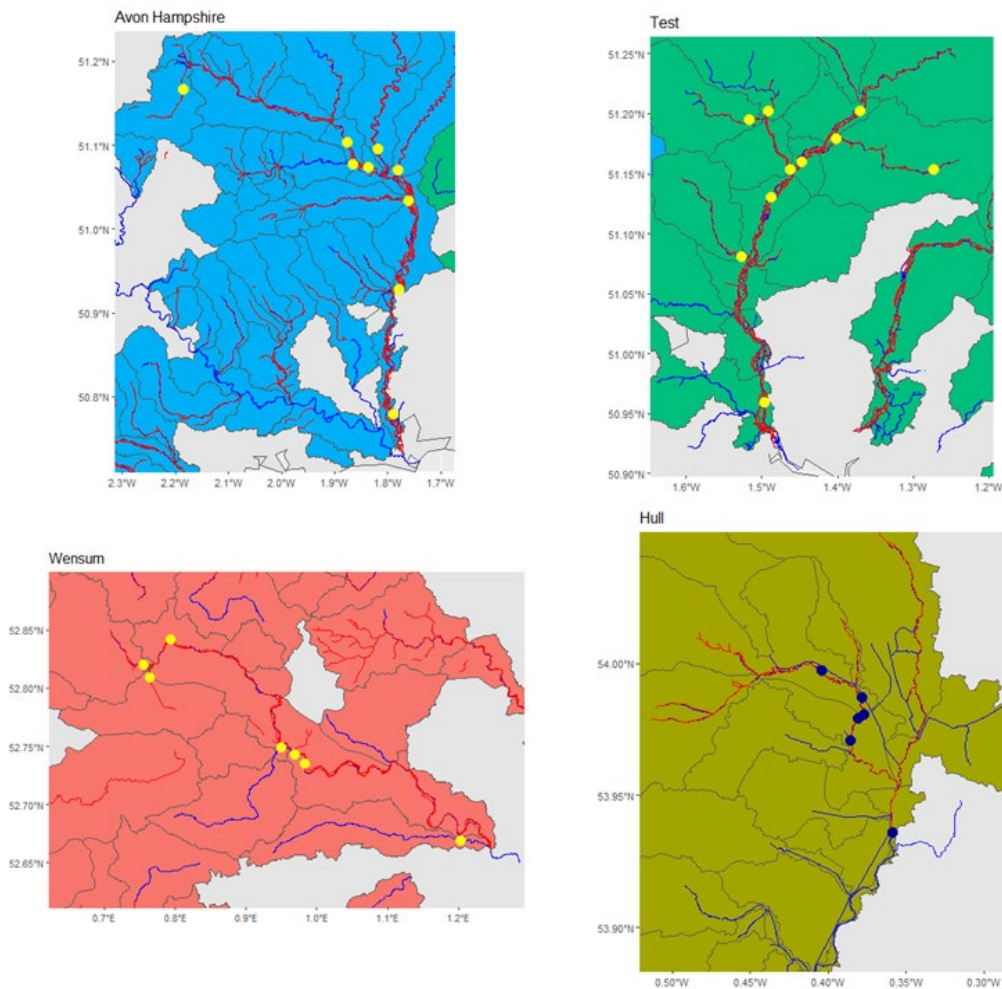 Avon Hampshire
51.2°N
51.1°N
51.0°N
50.9°N
50.8°N
2.3°W 2.2°W 2.1°W 2.0°W 1.9°W 1.8°W 1.7°W
Test
51.25°N
51.20°N
51.15°N
51.10°N
51.05°N
51.00°N
50.95°N
50.90°N
1.6°W 1.5°W 1.4°W 1.3°W 1.2°W
Wensum
52.85°N
52.80°N
52.75°N
52.70°N
52.65°N
0.7°E 0.8°E 0.9°E 1.0°E 1.1°E 1.2°E
Hull
54.00°N
53.95°N
53.90°N
0.50°W 0.45°W 0.40°W 0.35°W 0.30°W